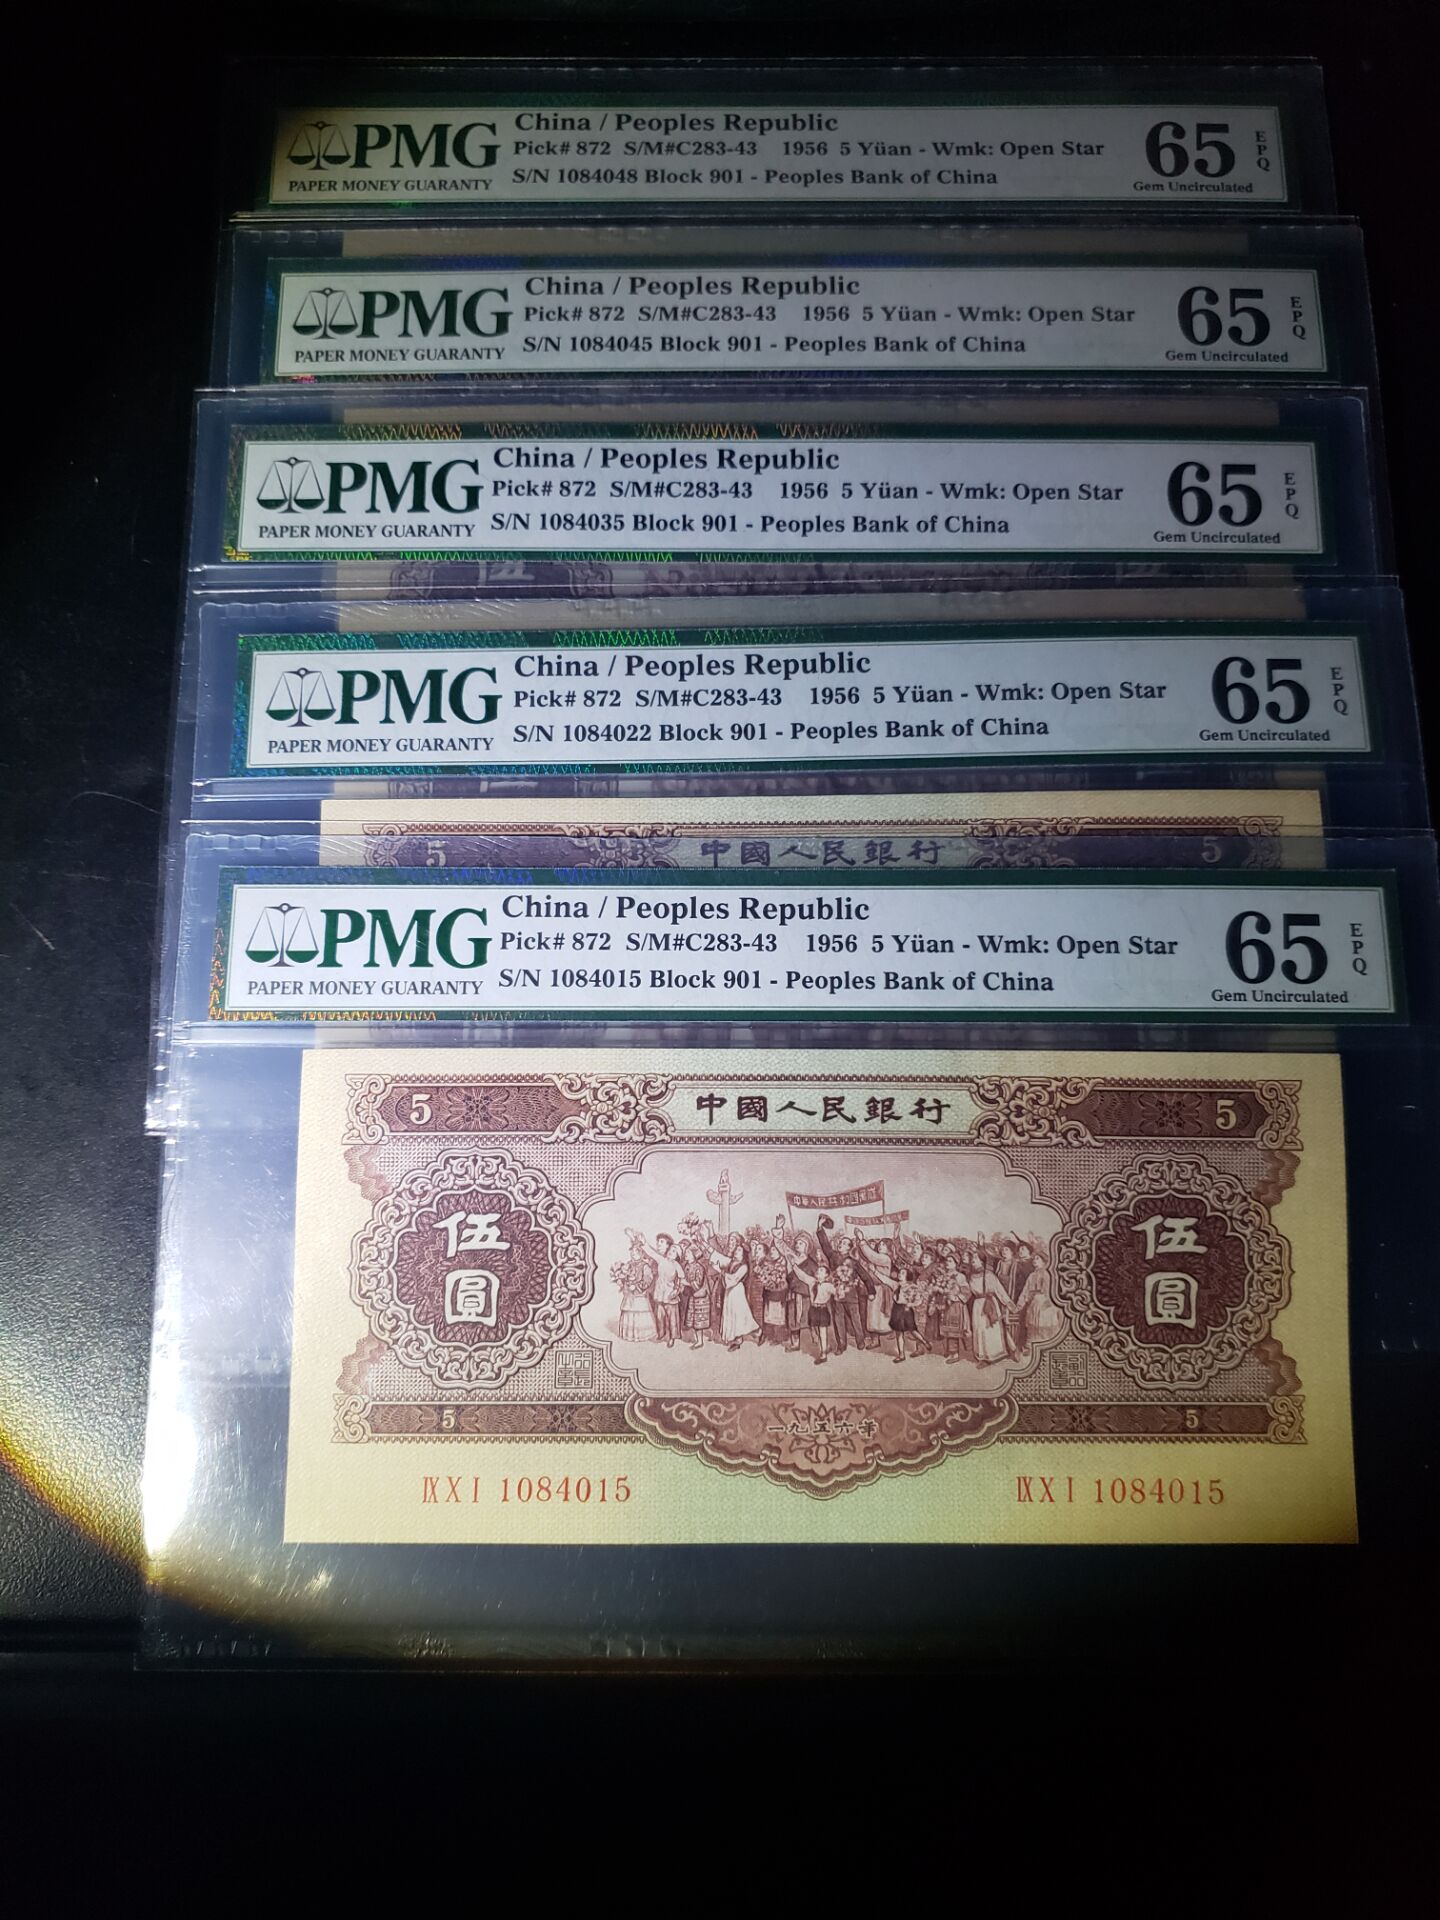 PMG
PAPER MONEY GUARANTY
China / Peoples Republic
Pick# 872 S/M#C283-43 1956 5 Yüan - Wmk: Open Star
S/N 1084048 Block 901 - Peoples Bank of China
65
EPQ
Gem Uncirculated
PMG
PAPER MONEY GUARANTY
China / Peoples Republic
Pick# 872 S/M#C283-43 1956 5 Yüan - Wmk: Open Star
S/N 1084045 Block 901 - Peoples Bank of China
65
EPQ
Gem Uncirculated
PMG
PAPER MONEY GUARANTY
China / Peoples Republic
Pick# 872 S/M#C283-43 1956 5 Yüan - Wmk: Open Star
S/N 1084035 Block 901 - Peoples Bank of China
65
EPQ
Gem Uncirculated
PMG
PAPER MONEY GUARANTY
China / Peoples Republic
Pick# 872 S/M#C283-43 1956 5 Yüan - Wmk: Open Star
S/N 1084022 Block 901 - Peoples Bank of China
65
EPQ
Gem Uncirculated
5 中國人民銀行 5
PMG
PAPER MONEY GUARANTY
China / Peoples Republic
Pick# 872 S/M#C283-43 1956 5 Yüan - Wmk: Open Star
S/N 1084015 Block 901 - Peoples Bank of China
65
EPQ
Gem Uncirculated
5 中國人民銀行 5
伍圓 伍圓
5 一九五六年 5
ⅨⅩⅠ 1084015 ⅨⅩⅠ 1084015